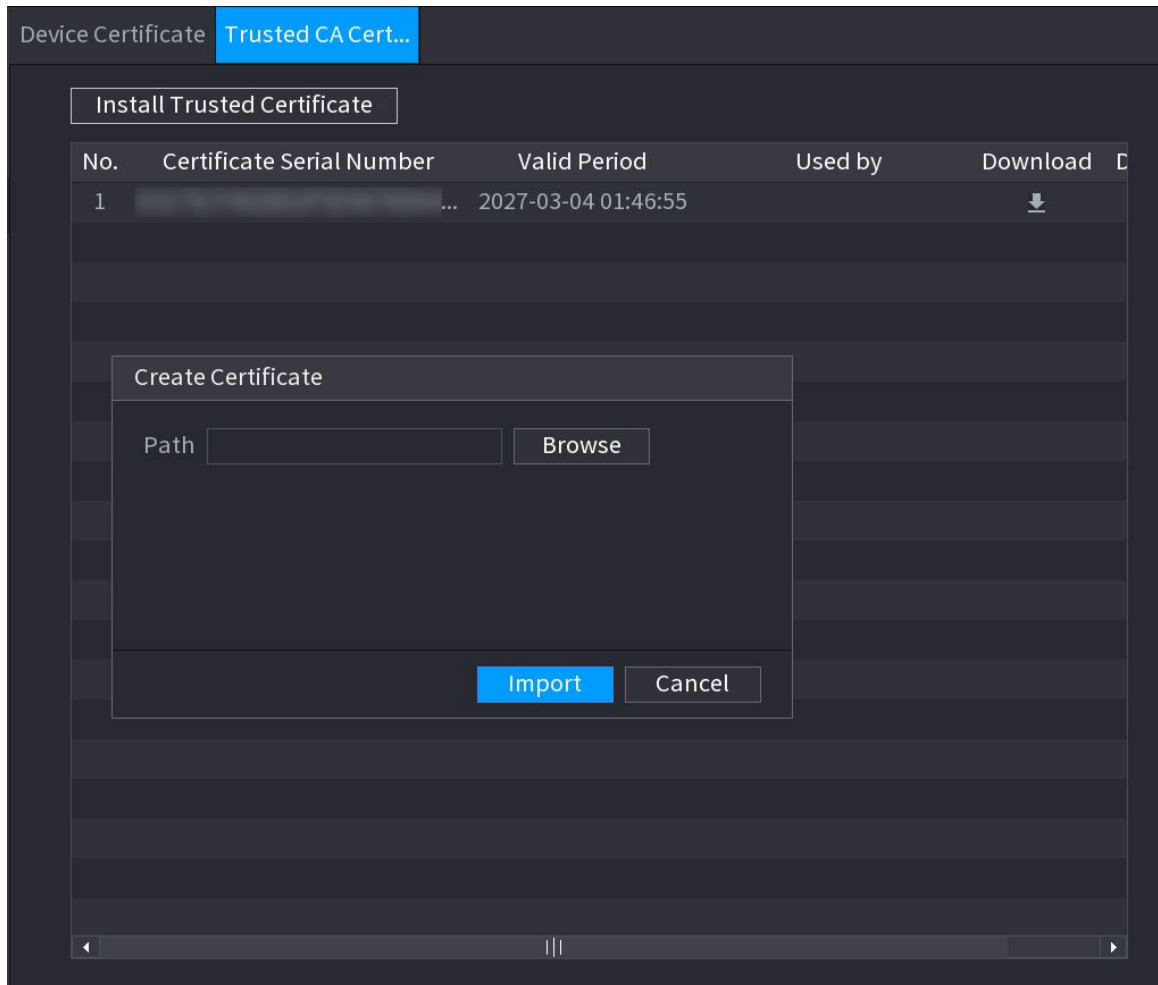 Device Certificate Trusted CA Cert...
Install Trusted Certificate
No. Certificate Serial Number Valid Period Used by Download D
1 ... 2027-03-04 01:46:55
Create Certificate
Path Browse
Import Cancel